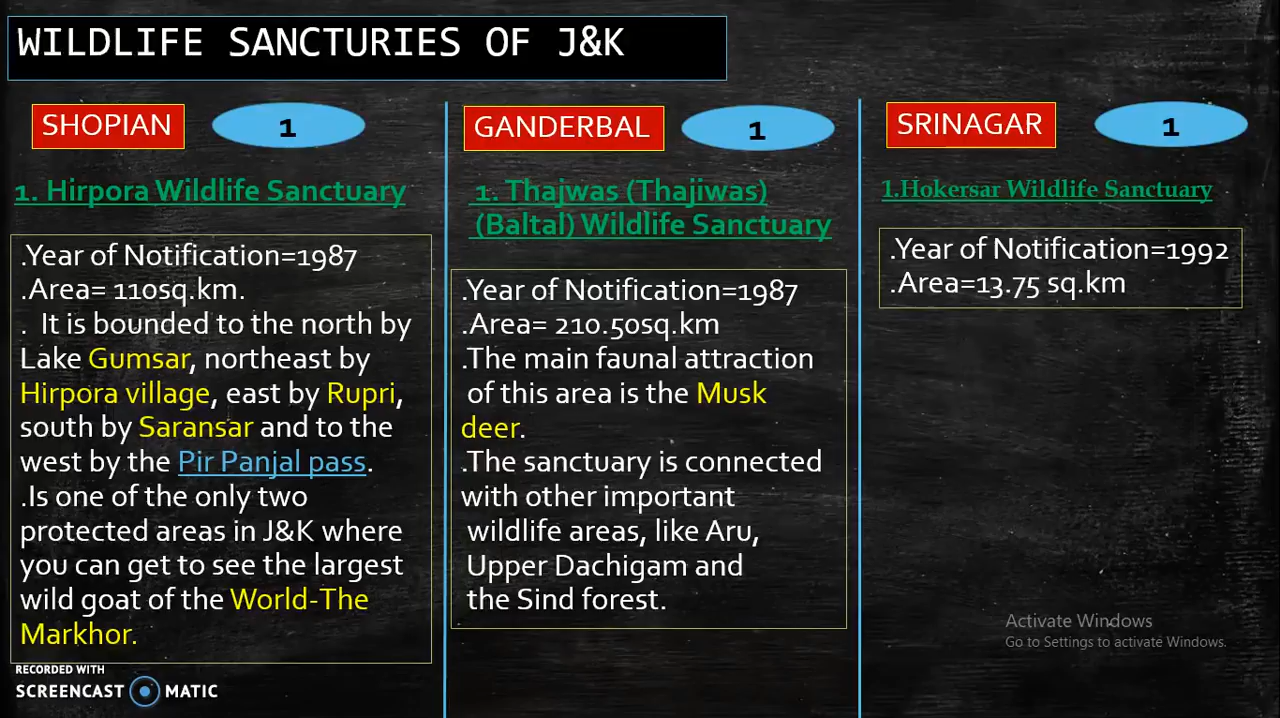 WILDLIFE SANCTURIES OF J&K
SHOPIAN
1
1. Hirpora Wildlife Sanctuary
.Year of Notification=1987
.Area= 110sq.km.
. It is bounded to the north by
Lake Gumsar, northeast by
Hirpora village, east by Rupri,
south by Saransar and to the
west by the Pir Panjal pass.
.Is one of the only two
protected areas in J&K where
you can get to see the largest
wild goat of the World-The
Markhor.
GANDERBAL
1
1. Thajwas (Thajiwas)
(Baltal) Wildlife Sanctuary
.Year of Notification=1987
.Area= 210.50sq.km
.The main faunal attraction
of this area is the Musk
deer.
.The sanctuary is connected
with other important
wildlife areas, like Aru,
Upper Dachigam and
the Sind forest.
SRINAGAR
1
1.Hokersar Wildlife Sanctuary
.Year of Notification=1992
.Area=13.75 sq.km
Activate Windows
Go to Settings to activate Windows.
RECORDED WITH
SCREENCAST MATIC